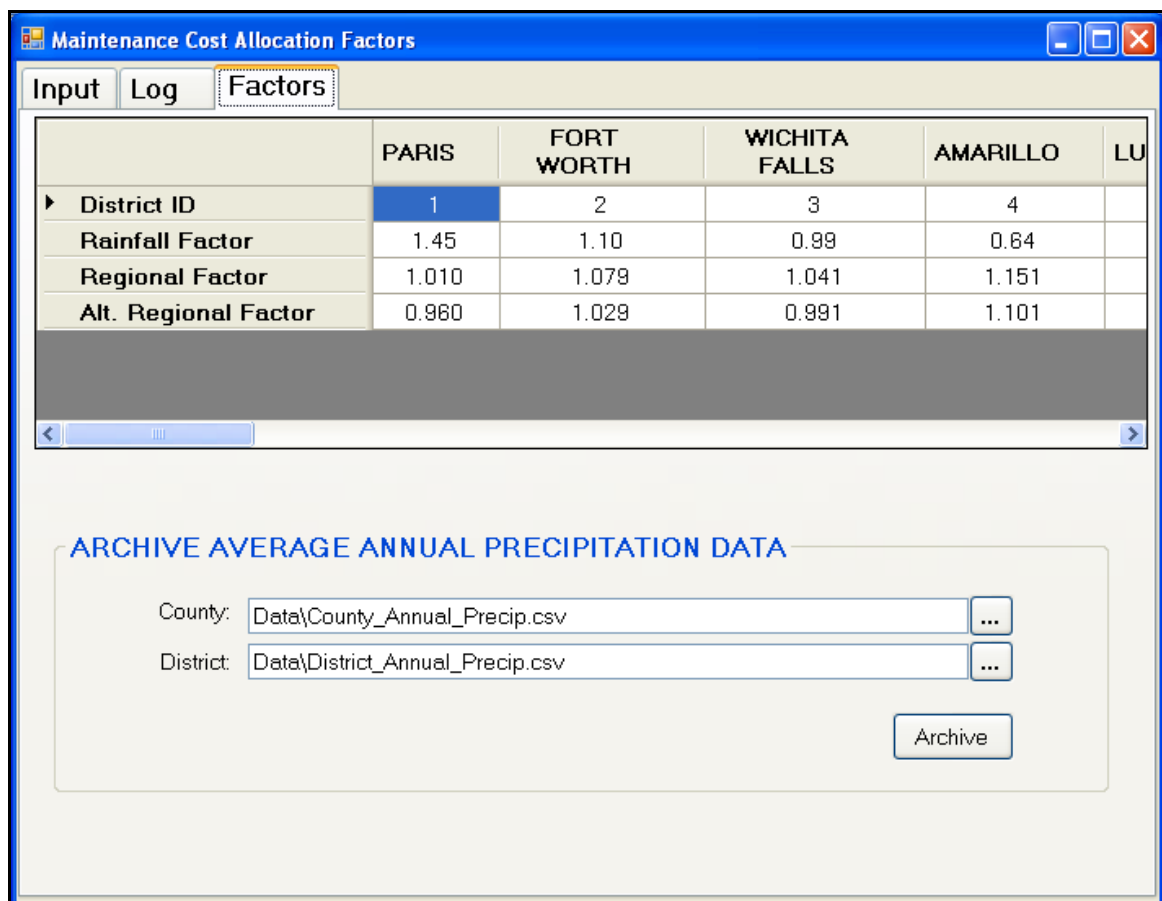 Maintenance Cost Allocation Factors
Input Log Factors
PARIS FORT WORTH WICHITA FALLS AMARILLO LU
District ID 1 2 3 4
Rainfall Factor 1.45 1.10 0.99 0.64
Regional Factor 1.010 1.079 1.041 1.151
Alt. Regional Factor 0.960 1.029 0.991 1.101
ARCHIVE AVERAGE ANNUAL PRECIPITATION DATA
County: Data\County_Annual_Precip.csv ...
District: Data\District_Annual_Precip.csv ...
Archive